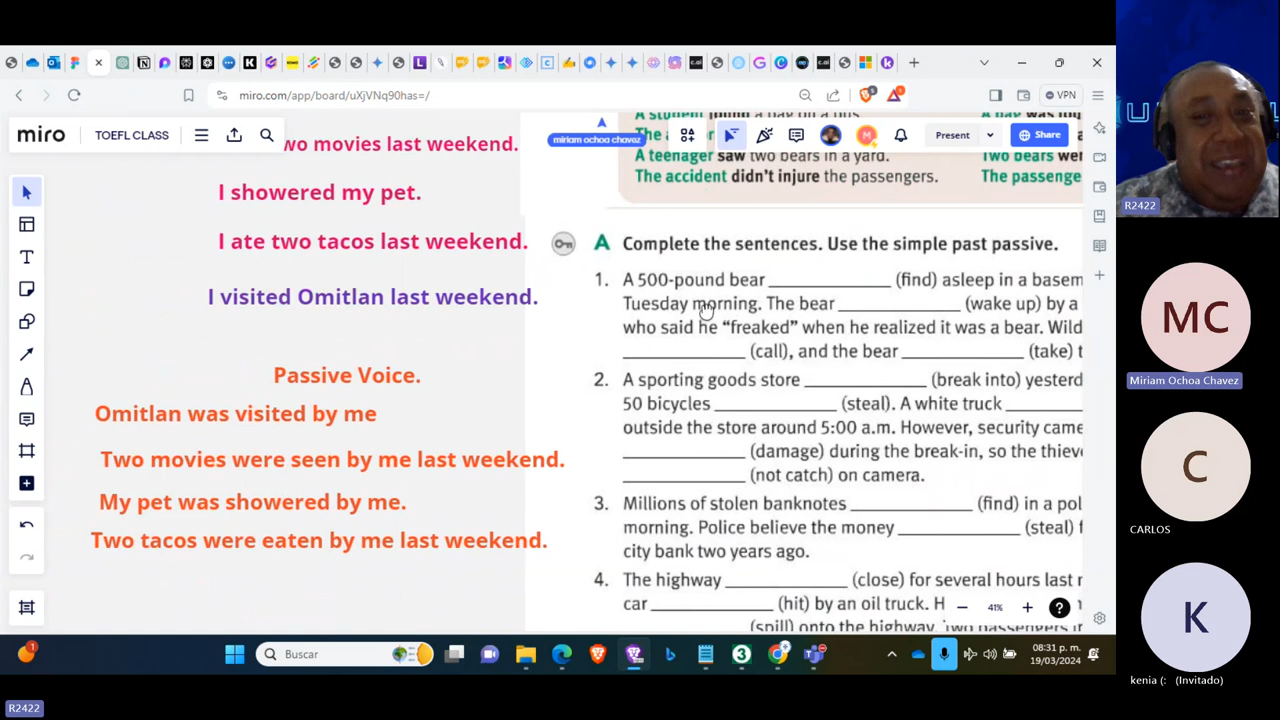 miro.com/app/board/uXjVNq90has=/
VPN
miro
TOEFL CLASS
miriam ochoa chavez
M
Present
Share
wo movies last weekend.
I showered my pet.
I ate two tacos last weekend.
I visited Omitlan last weekend.
Passive Voice.
Omitlan was visited by me
Two movies were seen by me last weekend.
My pet was showered by me.
Two tacos were eaten by me last weekend.
The a
A teenager saw two bears in a yard.
Two bears wer
The accident didn't injure the passengers.
The passenge
A Complete the sentences. Use the simple past passive.
1. A 500-pound bear ____________ (find) asleep in a basem
Tuesday morning. The bear ____________ (wake up) by a
who said he “freaked” when he realized it was a bear. Wild
____________ (call), and the bear ____________ (take) t
2. A sporting goods store ____________ (break into) yesterd
50 bicycles ____________ (steal). A white truck ________
outside the store around 5:00 a.m. However, security came
____________ (damage) during the break-in, so the thieve
____________ (not catch) on camera.
3. Millions of stolen banknotes ____________ (find) in a pol
morning. Police believe the money ____________ (steal) f
city bank two years ago.
4. The highway ____________ (close) for several hours last n
car ____________ (hit) by an oil truck. H
(spill) onto the highway.
41%
Buscar
08:31 p. m.
19/03/2024
R2422
MC
Miriam Ochoa Chavez
C
CARLOS
K
kenia (: (Invitado)
R2422